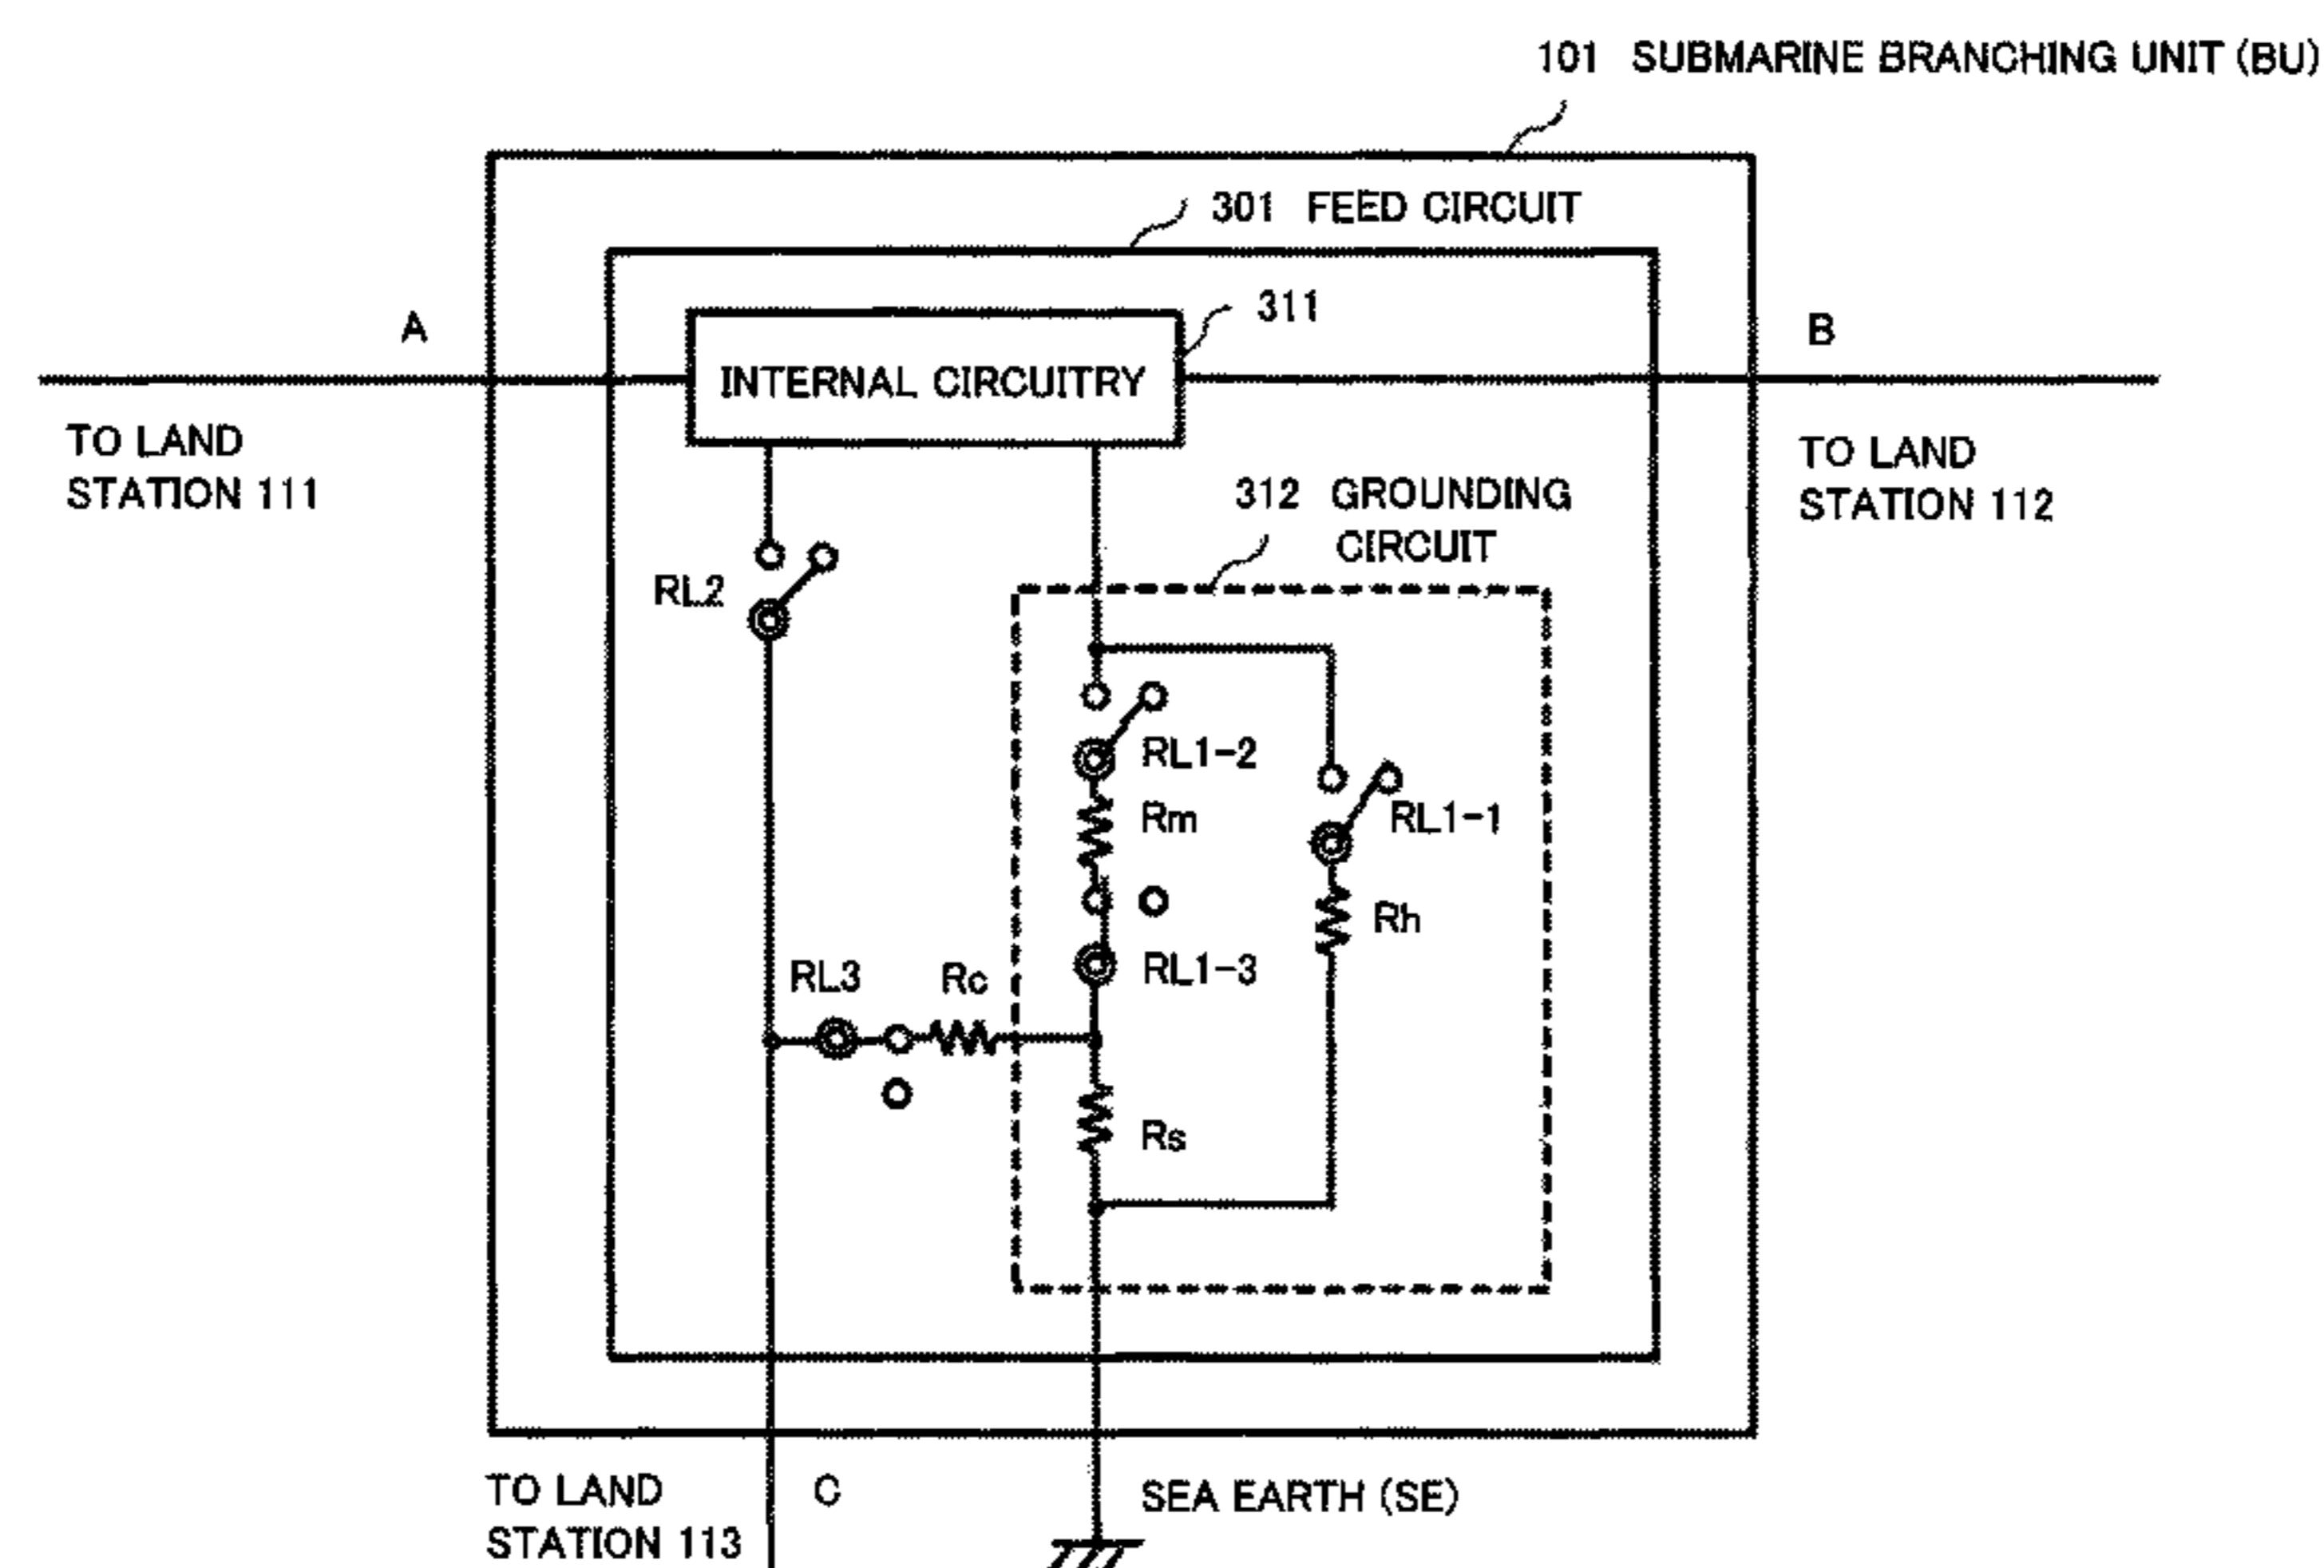 101 SUBMARINE BRANCHING UNIT (BU)
301 FEED CIRCUIT
311
A
B
INTERNAL CIRCUITRY
TO LAND
STATION 111
TO LAND
STATION 112
312 GROUNDING
CIRCUIT
RL2
RL1-2
Rm
RL1-1
Rh
RL3
Rc
RL1-3
Rs
TO LAND
STATION 113
C
SEA EARTH (SE)